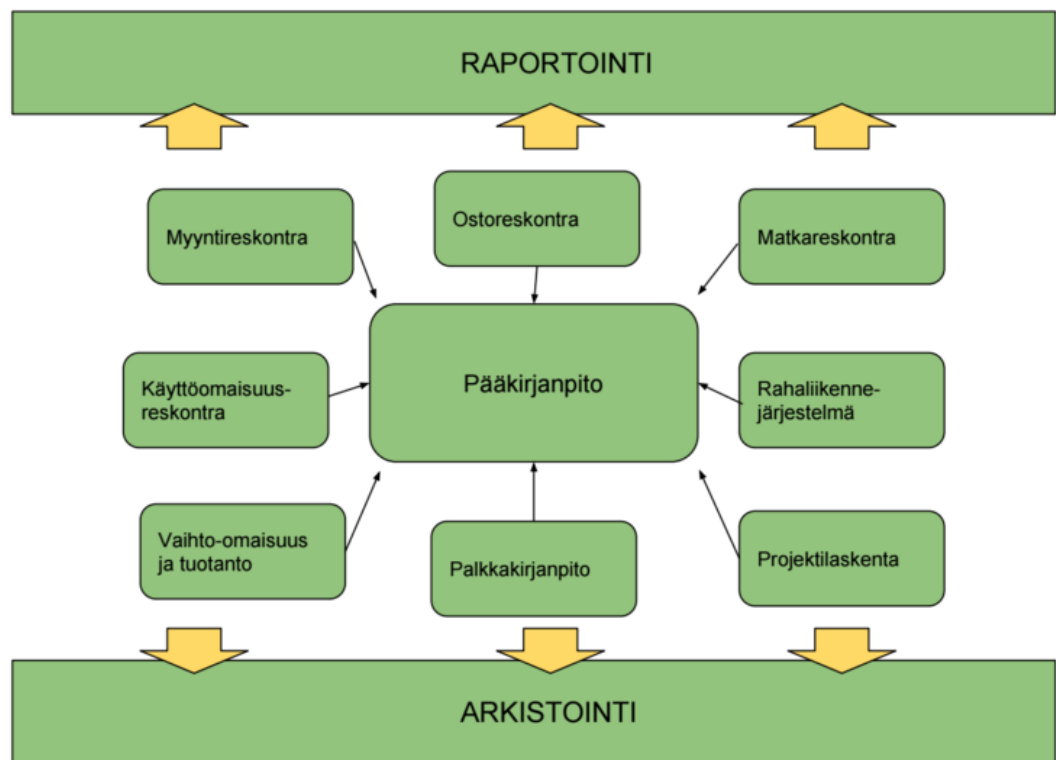 RAPORTOINTI
Myyntireskontra
Ostoreskontra
Matkareskontra
Käyttöomaisuus-
reskontra
Pääkirjanpito
Rahaliikenne-
järjestelmä
Vaihto-omaisuus
ja tuotanto
Palkkakirjanpito
Projektilaskenta
ARKISTOINTI